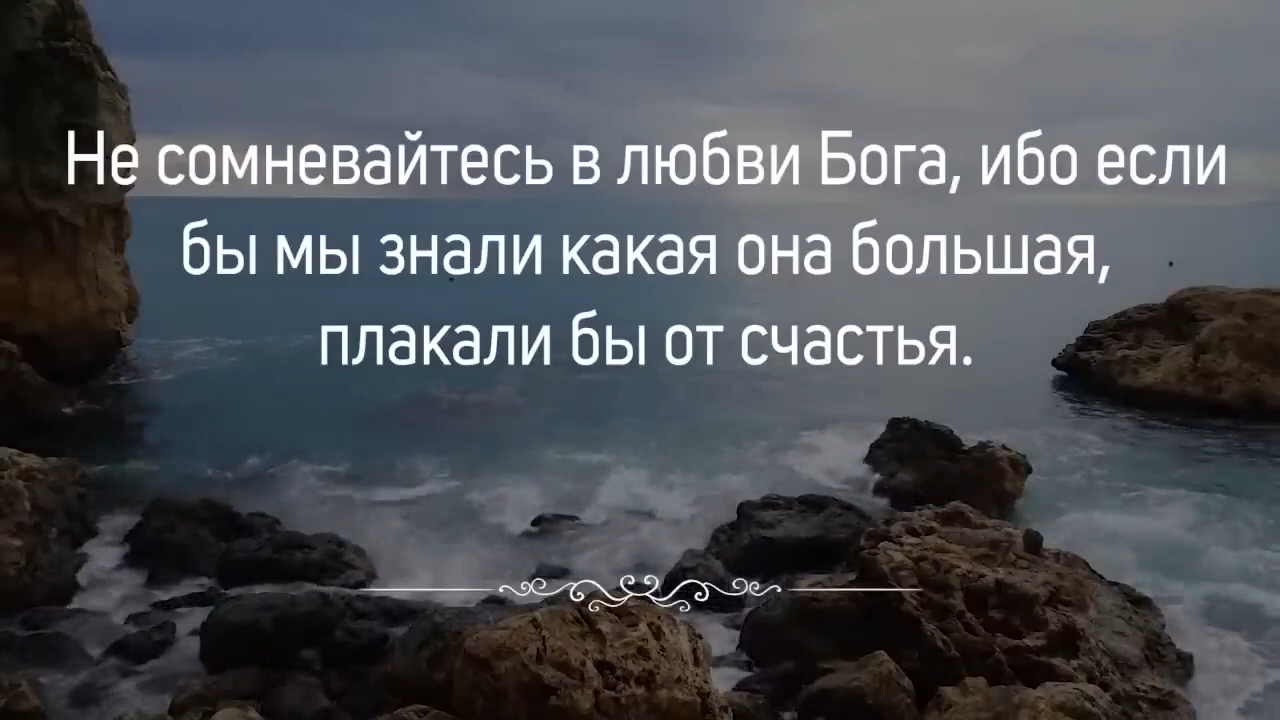 Не сомневайтесь в любви Бога, ибо если
бы мы знали какая она большая,
плакали бы от счастья.